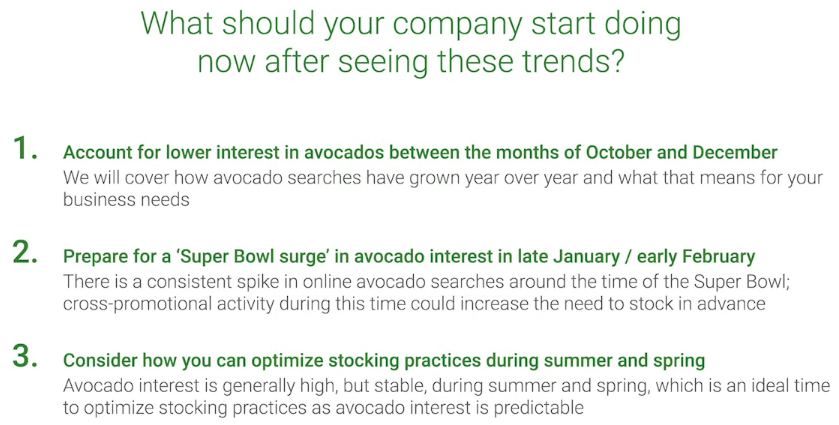 What should your company start doing
now after seeing these trends?
1. Account for lower interest in avocados between the months of October and December
We will cover how avocado searches have grown year over year and what that means for your
business needs
2. Prepare for a ‘Super Bowl surge’ in avocado interest in late January / early February
There is a consistent spike in online avocado searches around the time of the Super Bowl;
cross-promotional activity during this time could increase the need to stock in advance
3. Consider how you can optimize stocking practices during summer and spring
Avocado interest is generally high, but stable, during summer and spring, which is an ideal time
to optimize stocking practices as avocado interest is predictable